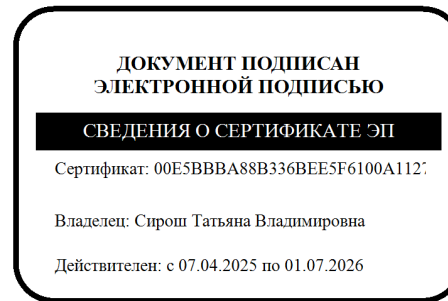 ДОКУМЕНТ ПОДПИСАН
ЭЛЕКТРОННОЙ ПОДПИСЬЮ
СВЕДЕНИЯ О СЕРТИФИКАТЕ ЭП
Сертификат: 00E5BBBA88B336BEE5F6100A1127
Владелец: Сирош Татьяна Владимировна
Действителен: с 07.04.2025 по 01.07.2026